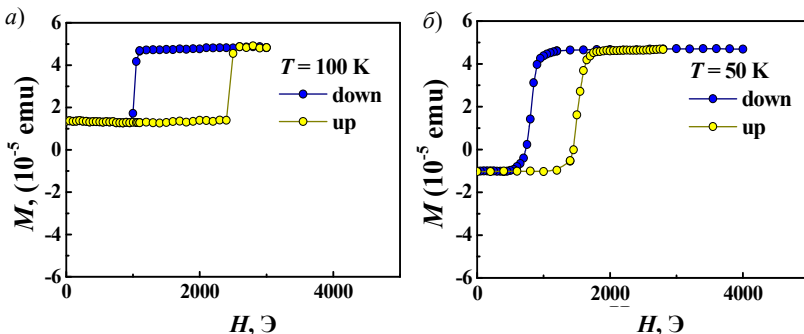 а)
6
4
2
0
-2
-4
-6
M, (10⁻⁵ emu)
T = 100 K
down
up
0
2000
4000
H, Э
б)
6
4
2
0
-2
-4
-6
M (10⁻⁵ emu)
T = 50 K
down
up
0
2000
4000
H, Э